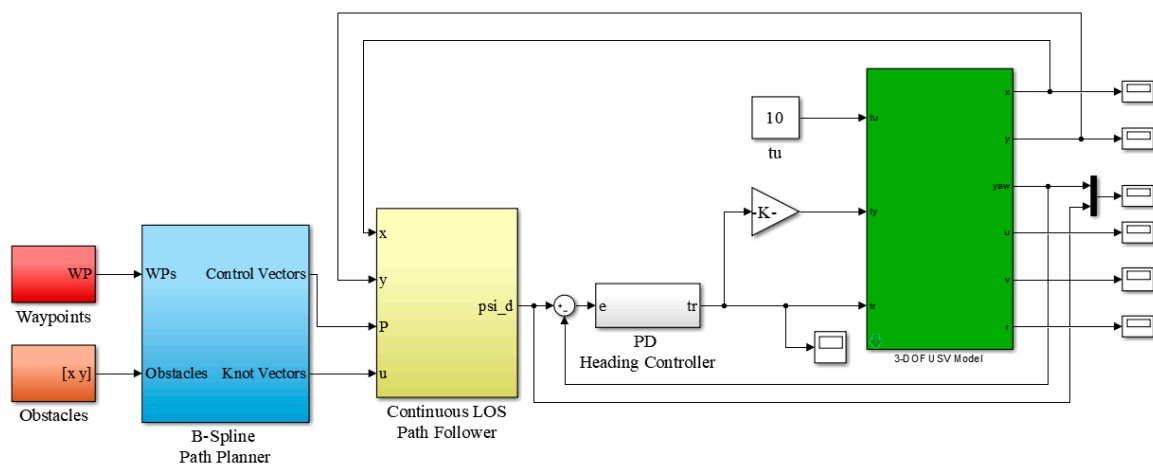 WP
Waypoints
[x y]
Obstacles
WPs
Control Vectors
Obstacles
Knot Vectors
B-Spline
Path Planner
x
y
P
u
psi_d
Continuous LOS
Path Follower
+
-
e
tr
PD
Heading Controller
10
tu
-K-
tu
ty
tr
x
y
yaw
u
v
r
3-DOF USV Model